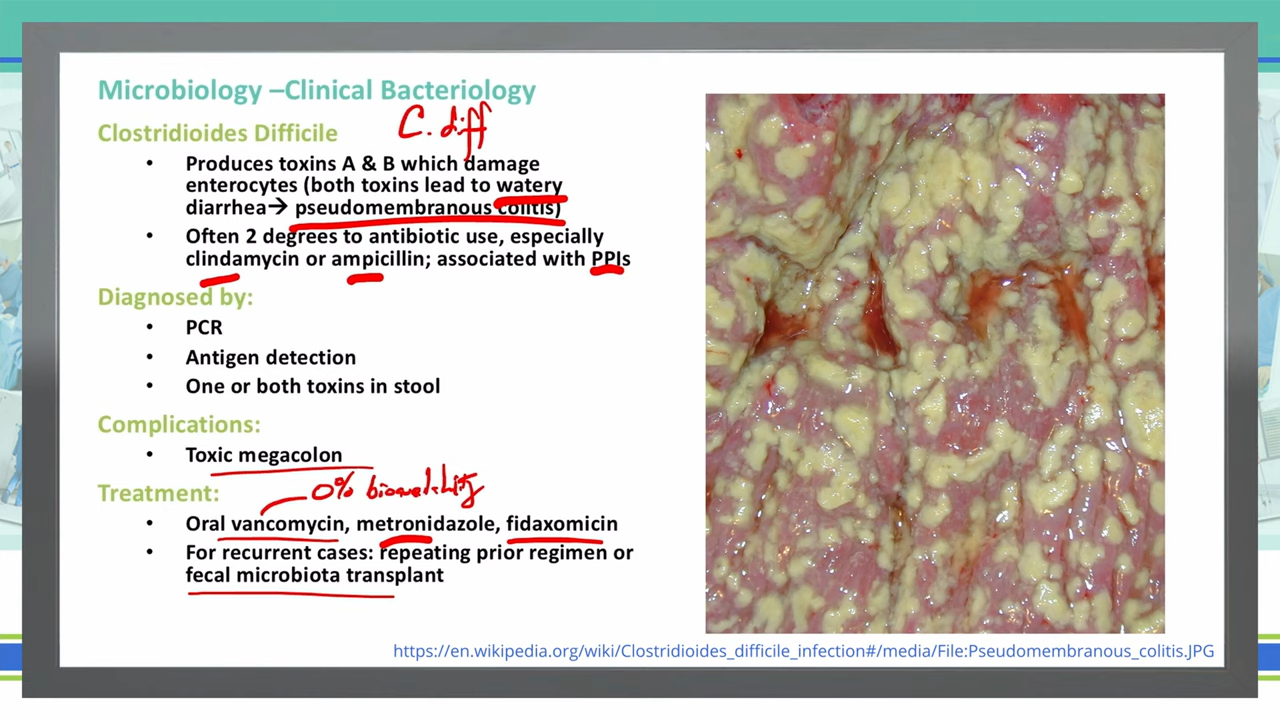 Microbiology –Clinical Bacteriology
Clostridioides Difficile
C. diff
• Produces toxins A & B which damage
enterocytes (both toxins lead to watery
diarrhea→ pseudomembranous colitis)
• Often 2 degrees to antibiotic use, especially
clindamycin or ampicillin; associated with PPIs
Diagnosed by:
• PCR
• Antigen detection
• One or both toxins in stool
Complications:
• Toxic megacolon
Treatment:
0%
• Oral vancomycin, metronidazole, fidaxomicin
• For recurrent cases: repeating prior regimen or
fecal microbiota transplant
https://en.wikipedia.org/wiki/Clostridioides_difficile_infection#/media/File:Pseudomembranous_colitis.JPG